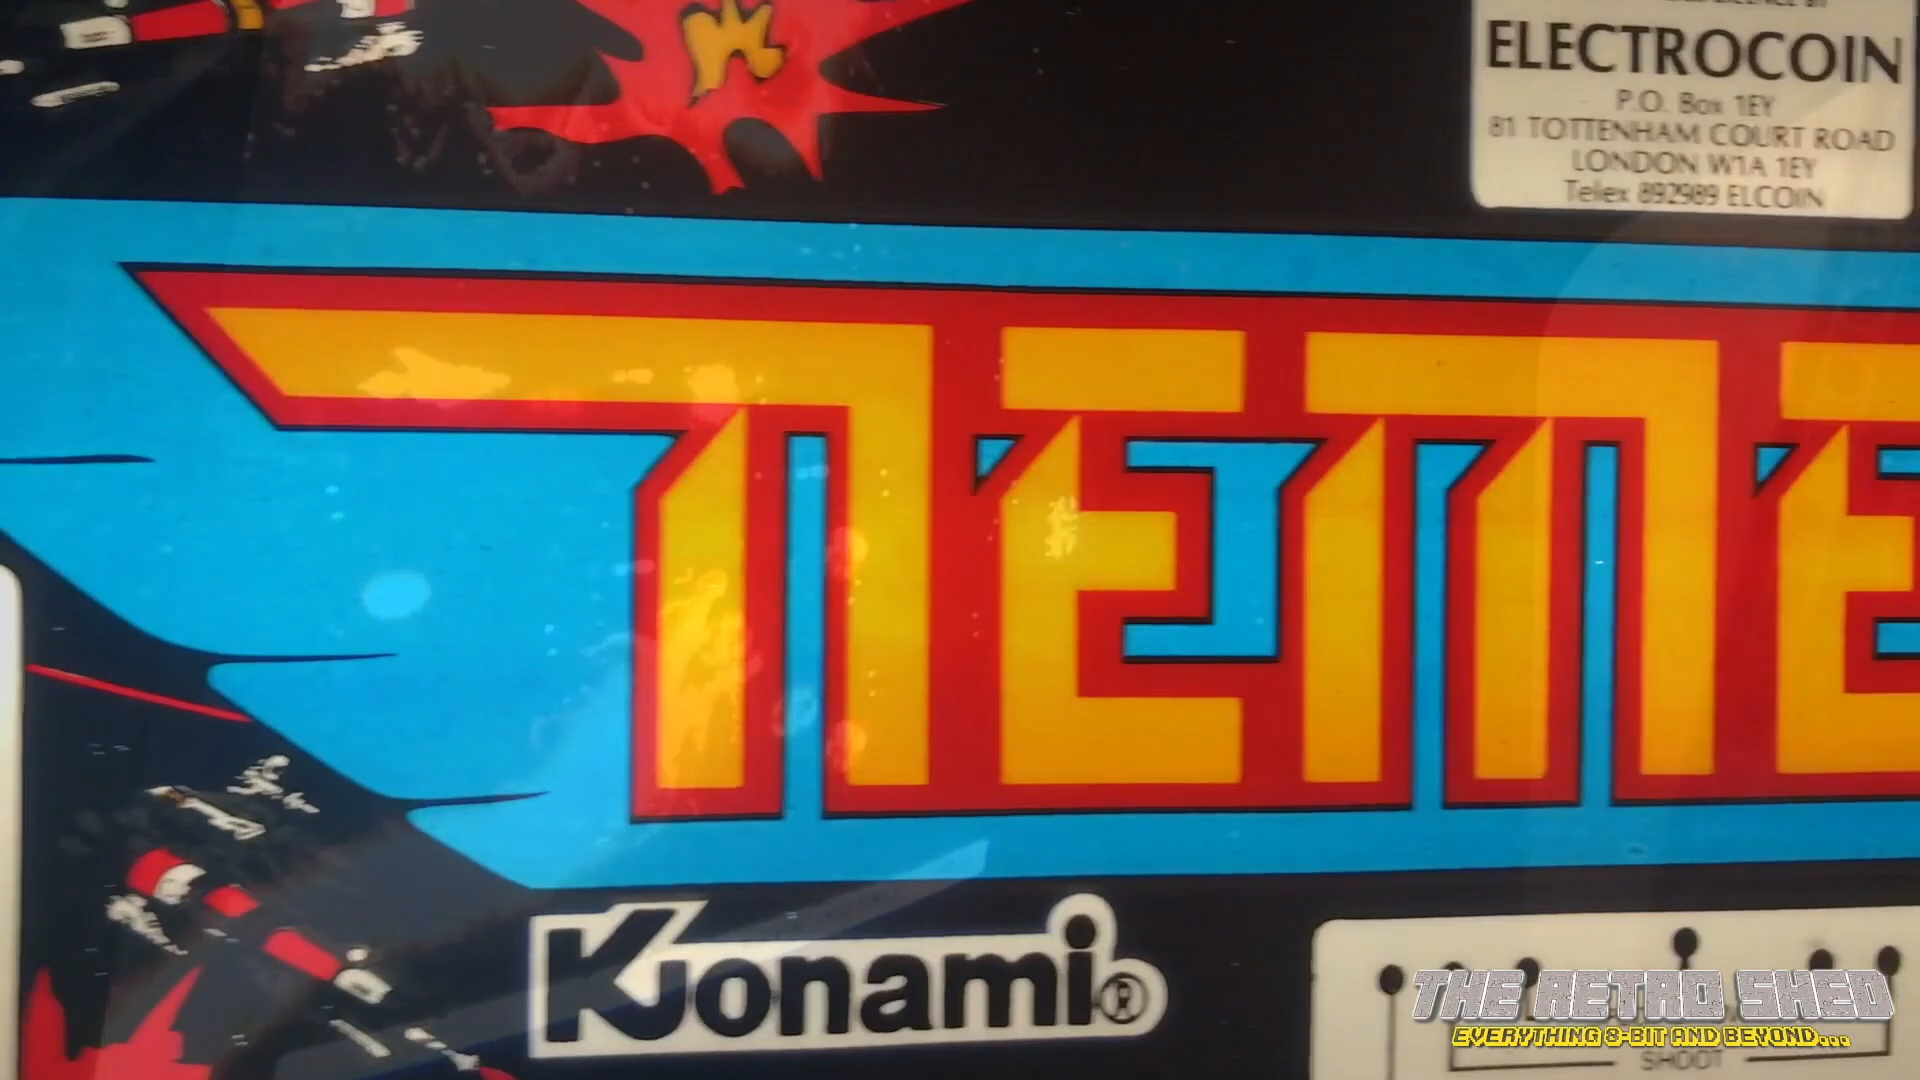 ELECTROCOIN
P.O. Box 1EY
81 TOTTENHAM COURT ROAD
LONDON W1A 1EY
Telex 892989 ELCOIN
NEME
Konami®
THE RETRO SHED
EVERYTHING 8-BIT AND BEYOND...
SHOOT